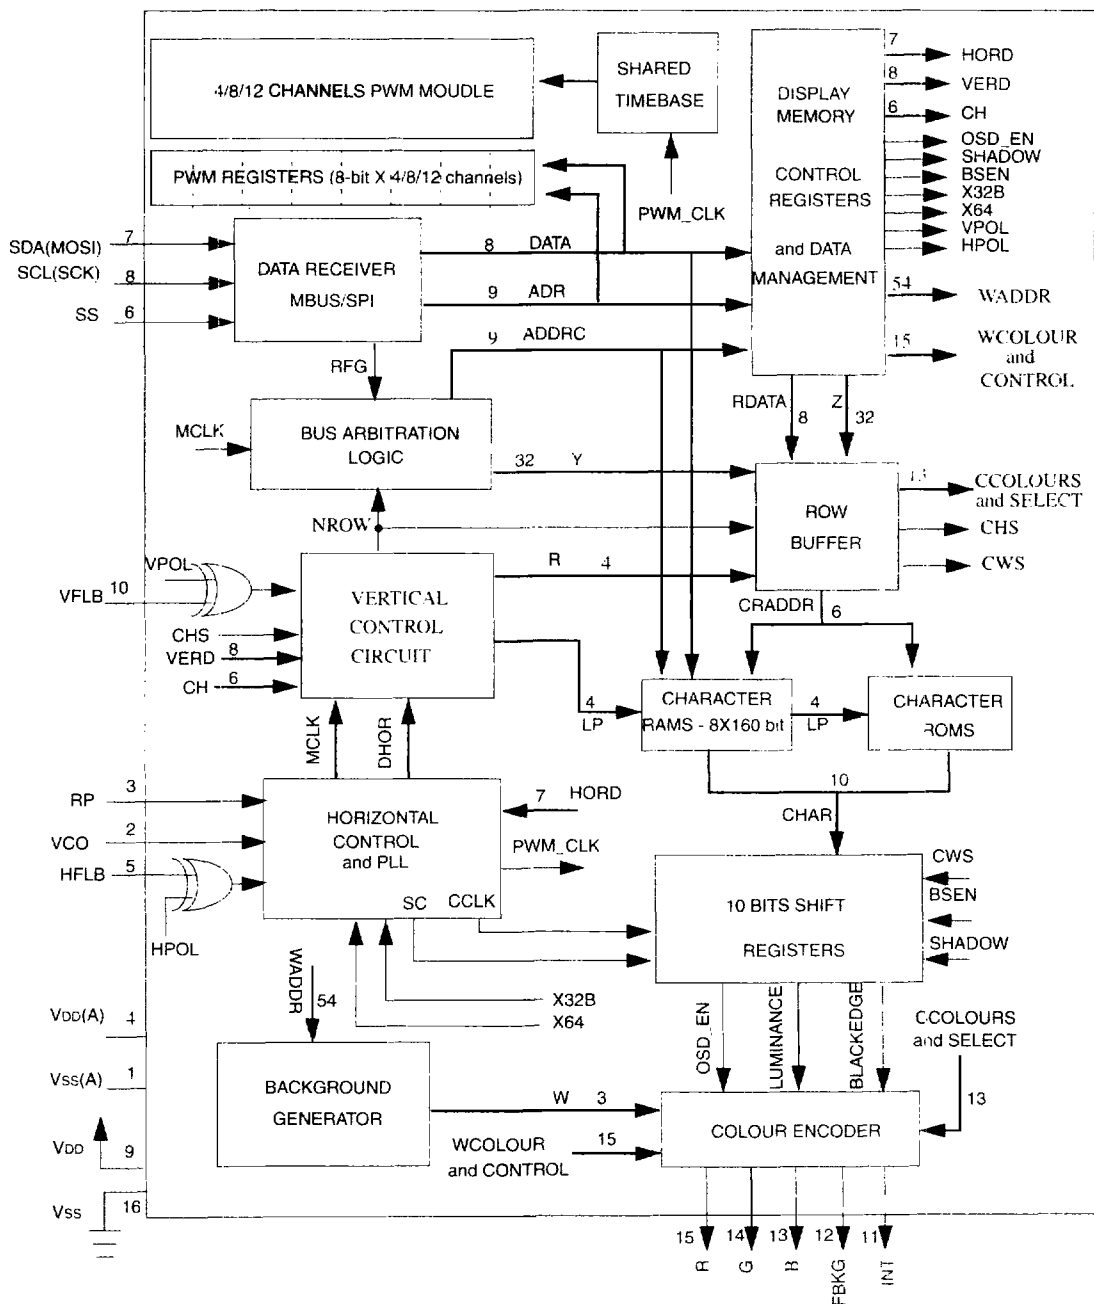 4/8/12 CHANNELS PWM MOUDLE
SHARED
TIMEBASE
DISPLAY
MEMORY
CONTROL
REGISTERS
and DATA
MANAGEMENT
7
HORD
8
VERD
6
CH
OSD_EN
SHADOW
BSEN
X32B
X64
VPOL
HPOL
54
WADDR
15
WCOLOUR
and
CONTROL
PWM REGISTERS (8-bit X 4/8/12 channels)
PWM_CLK
SDA(MOSI)
7
SCL(SCK)
8
SS
6
DATA RECEIVER
MBUS/SPI
8
DATA
9
ADR
9
ADDRC
RFG
RDATA
8
Z
32
MCLK
BUS ARBITRATION
LOGIC
32
Y
NROW
ROW
BUFFER
13
CCOLOURS
and SELECT
CHS
CWS
VPOL
VFLB
10
VERTICAL
CONTROL
CIRCUIT
R
4
CRADDR
6
CHS
VERD
8
CH
6
4
LP
CHARACTER
RAMS - 8X160 bit
4
LP
CHARACTER
ROMS
MCLK
DHOR
10
CHAR
RP
3
VCO
2
HFLB
5
HPOL
HORIZONTAL
CONTROL
and PLL
SC
CCLK
7
HORD
PWM_CLK
10 BITS SHIFT
REGISTERS
CWS
BSEN
SHADOW
WADDR
54
X32B
X64
VDD(A)
4
VSS(A)
1
VDD
9
VSS
16
BACKGROUND
GENERATOR
W
3
WCOLOUR
and CONTROL
15
OSD_EN
LUMINANCE
BLACKEDGE
CCOLOURS
and SELECT
13
COLOUR ENCODER
15
14
13
12
11
R
G
B
FBKG
INT